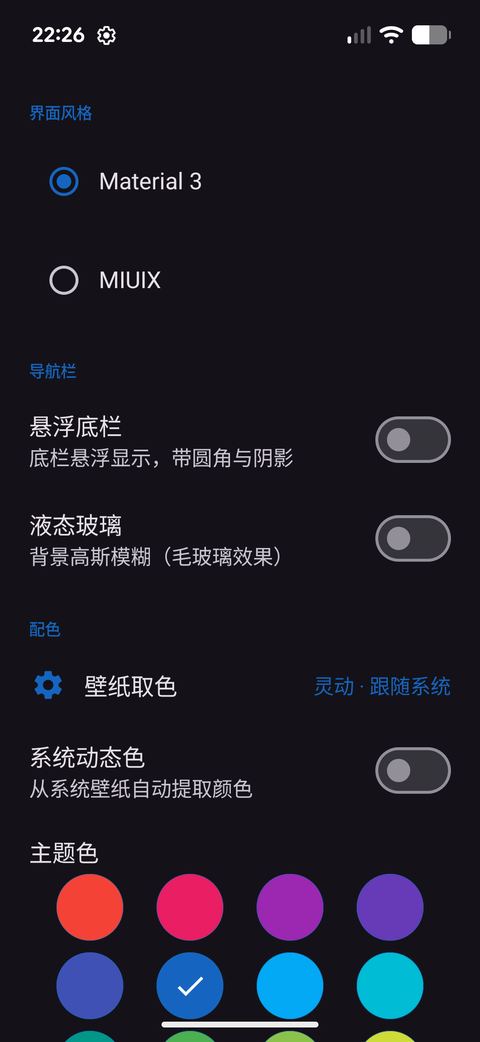 22:26
界面风格
Material 3
MIUIX
导航栏
悬浮底栏
底栏悬浮显示，带圆角与阴影
液态玻璃
背景高斯模糊（毛玻璃效果）
配色
壁纸取色
灵动 · 跟随系统
系统动态色
从系统壁纸自动提取颜色
主题色